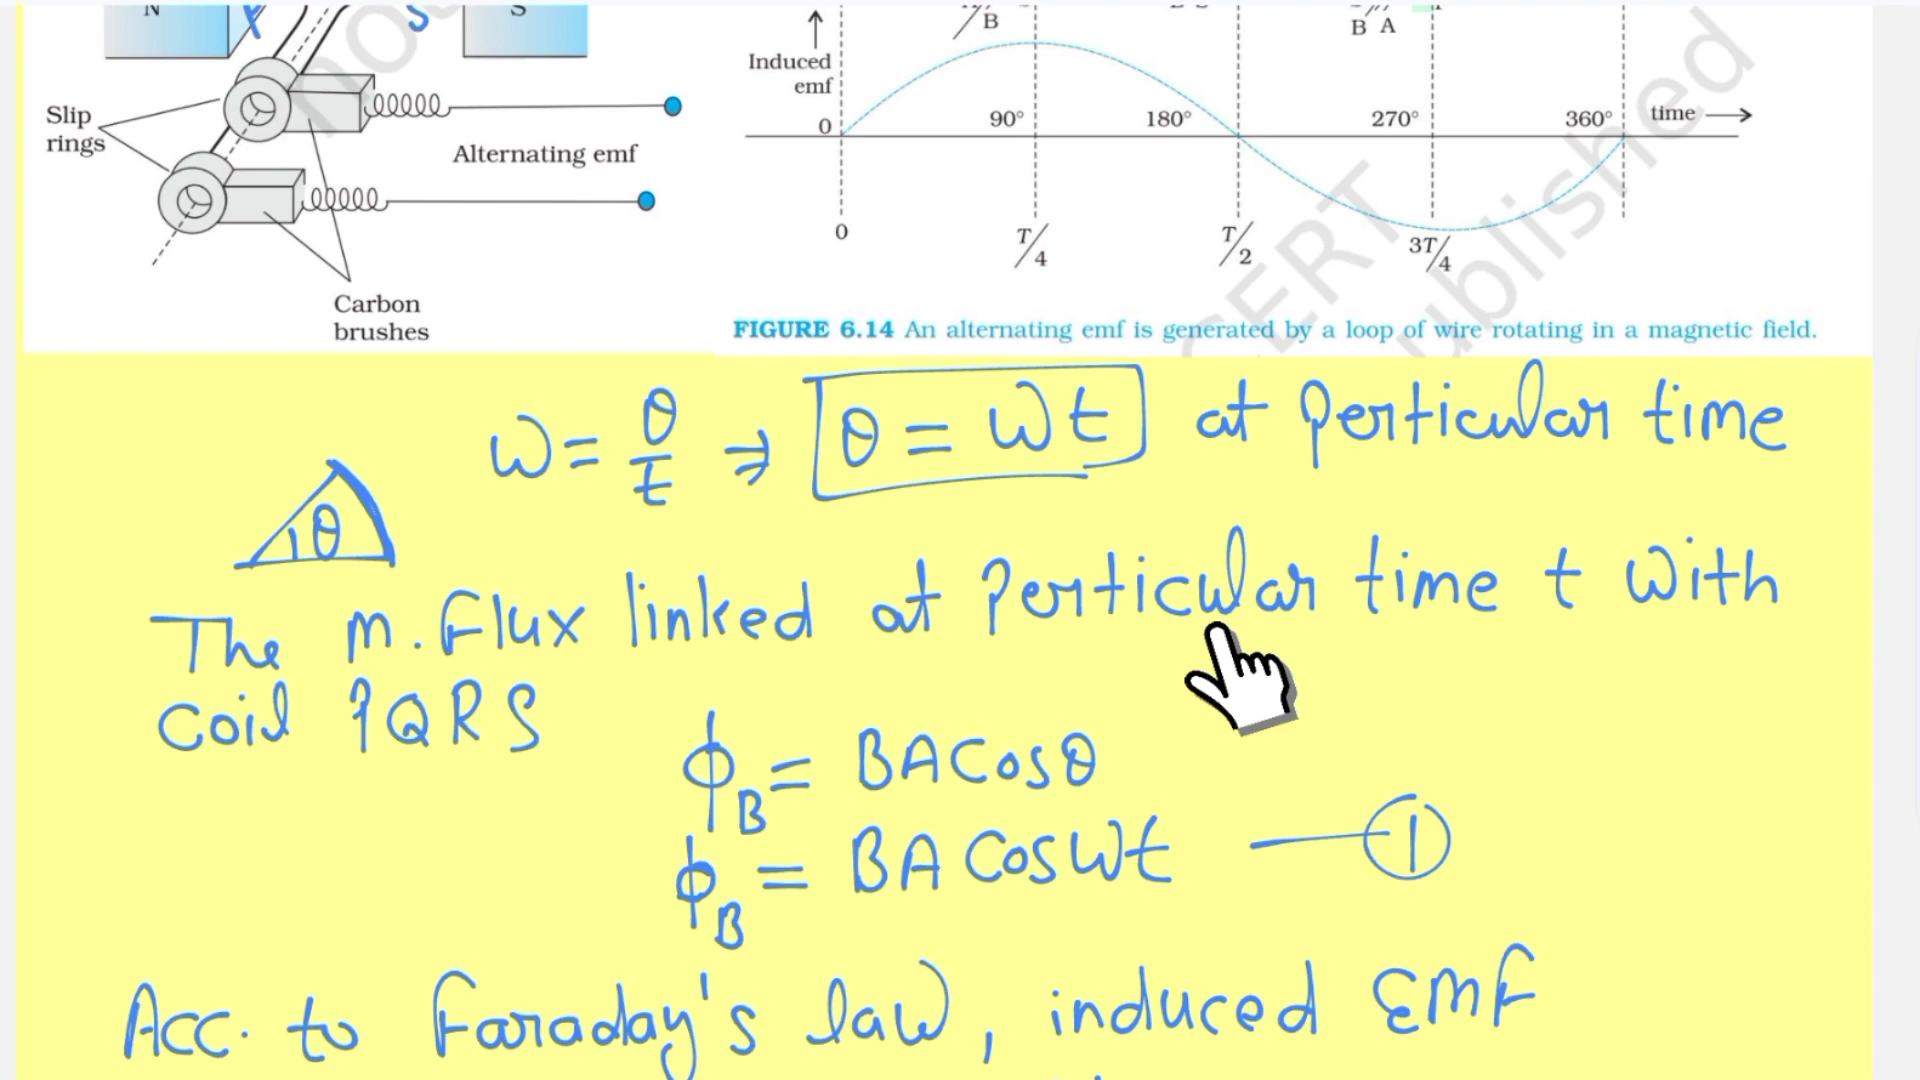 N
S
S
Slip
rings
Alternating emf
Carbon
brushes
B
B A
Induced
emf
0
90°
180°
270°
360°
time
0
T/4
T/2
3T/4
FIGURE 6.14 An alternating emf is generated by a loop of wire rotating in a magnetic field.
ω = θ/t ⇒ θ = ωt at perticular time
θ
The m. Flux linked at Perticular time t with
coil PQRS
ϕB = BACosθ
ϕB = BA Cosωt — 1
Acc. to Faraday's law, induced EMF
CERT
ublished